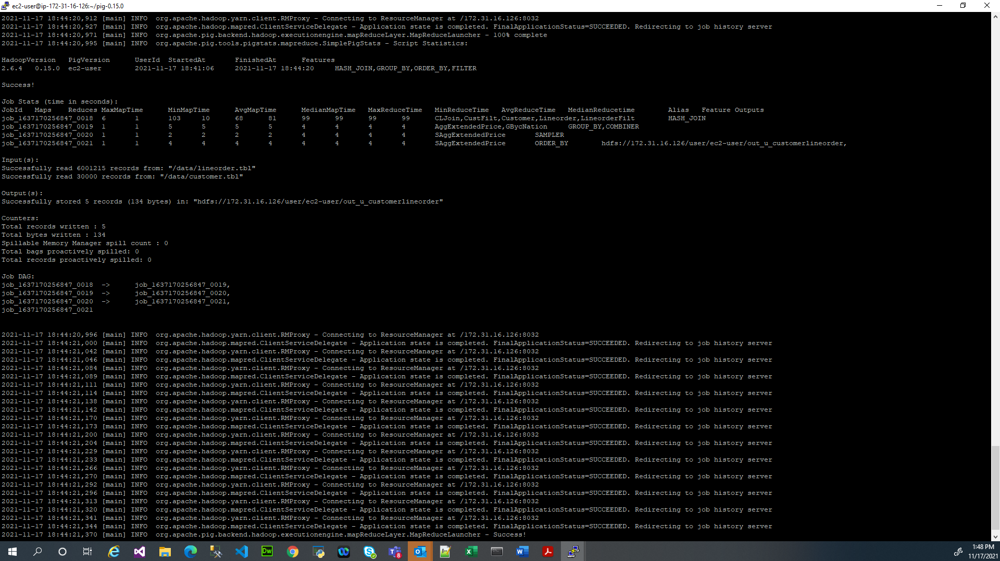 ec2-user@ip-172-31-16-126:~/pig-0.15.0
2021-11-17 18:44:20,912 [main] INFO  org.apache.hadoop.yarn.client.RMProxy - Connecting to ResourceManager at /172.31.16.126:8032
2021-11-17 18:44:20,927 [main] INFO  org.apache.hadoop.mapred.ClientServiceDelegate - Application state is completed. FinalApplicationStatus=SUCCEEDED. Redirecting to job history server
2021-11-17 18:44:20,971 [main] INFO  org.apache.pig.backend.hadoop.executionengine.mapReduceLayer.MapReduceLauncher - 100% complete
2021-11-17 18:44:20,995 [main] INFO  org.apache.pig.tools.pigstats.mapreduce.SimplePigStats - Script Statistics:
HadoopVersion   PigVersion      UserId  StartedAt       FinishedAt      Features
2.6.4   0.15.0  ec2-user        2021-11-17 18:41:06     2021-11-17 18:44:20     HASH_JOIN,GROUP_BY,ORDER_BY,FILTER
Success!
Job Stats (time in seconds):
JobId   Maps    Reduces MaxMapTime      MinMapTime      AvgMapTime      MedianMapTime   MaxReduceTime   MinReduceTime   AvgReduceTime   MedianReducetime        Alias   Feature Outputs
job_1637170256847_0018  6       1       103     10      68      81      99      99      99      99      CLJoin,CustFilt,Customer,Lineorder,LineorderFilt        HASH_JOIN
job_1637170256847_0019  1       1       5       5       5       5       4       4       4       4       AggExtendedPrice,GBycNation     GROUP_BY,COMBINER
job_1637170256847_0020  1       1       2       2       2       2       4       4       4       4       SAggExtendedPrice       SAMPLER
job_1637170256847_0021  1       1       4       4       4       4       4       4       4       4       SAggExtendedPrice       ORDER_BY        hdfs://172.31.16.126/user/ec2-user/out_u_customerlineorder,
Input(s):
Successfully read 6001215 records from: "/data/lineorder.tbl"
Successfully read 30000 records from: "/data/customer.tbl"
Output(s):
Successfully stored 5 records (134 bytes) in: "hdfs://172.31.16.126/user/ec2-user/out_u_customerlineorder"
Counters:
Total records written : 5
Total bytes written : 134
Spillable Memory Manager spill count : 0
Total bags proactively spilled: 0
Total records proactively spilled: 0
Job DAG:
job_1637170256847_0018  ->      job_1637170256847_0019,
job_1637170256847_0019  ->      job_1637170256847_0020,
job_1637170256847_0020  ->      job_1637170256847_0021,
job_1637170256847_0021
2021-11-17 18:44:20,996 [main] INFO  org.apache.hadoop.yarn.client.RMProxy - Connecting to ResourceManager at /172.31.16.126:8032
2021-11-17 18:44:21,000 [main] INFO  org.apache.hadoop.mapred.ClientServiceDelegate - Application state is completed. FinalApplicationStatus=SUCCEEDED. Redirecting to job history server
2021-11-17 18:44:21,042 [main] INFO  org.apache.hadoop.yarn.client.RMProxy - Connecting to ResourceManager at /172.31.16.126:8032
2021-11-17 18:44:21,046 [main] INFO  org.apache.hadoop.mapred.ClientServiceDelegate - Application state is completed. FinalApplicationStatus=SUCCEEDED. Redirecting to job history server
2021-11-17 18:44:21,084 [main] INFO  org.apache.hadoop.yarn.client.RMProxy - Connecting to ResourceManager at /172.31.16.126:8032
2021-11-17 18:44:21,089 [main] INFO  org.apache.hadoop.mapred.ClientServiceDelegate - Application state is completed. FinalApplicationStatus=SUCCEEDED. Redirecting to job history server
2021-11-17 18:44:21,111 [main] INFO  org.apache.hadoop.yarn.client.RMProxy - Connecting to ResourceManager at /172.31.16.126:8032
2021-11-17 18:44:21,114 [main] INFO  org.apache.hadoop.mapred.ClientServiceDelegate - Application state is completed. FinalApplicationStatus=SUCCEEDED. Redirecting to job history server
2021-11-17 18:44:21,138 [main] INFO  org.apache.hadoop.yarn.client.RMProxy - Connecting to ResourceManager at /172.31.16.126:8032
2021-11-17 18:44:21,142 [main] INFO  org.apache.hadoop.mapred.ClientServiceDelegate - Application state is completed. FinalApplicationStatus=SUCCEEDED. Redirecting to job history server
2021-11-17 18:44:21,170 [main] INFO  org.apache.hadoop.yarn.client.RMProxy - Connecting to ResourceManager at /172.31.16.126:8032
2021-11-17 18:44:21,173 [main] INFO  org.apache.hadoop.mapred.ClientServiceDelegate - Application state is completed. FinalApplicationStatus=SUCCEEDED. Redirecting to job history server
2021-11-17 18:44:21,200 [main] INFO  org.apache.hadoop.yarn.client.RMProxy - Connecting to ResourceManager at /172.31.16.126:8032
2021-11-17 18:44:21,204 [main] INFO  org.apache.hadoop.mapred.ClientServiceDelegate - Application state is completed. FinalApplicationStatus=SUCCEEDED. Redirecting to job history server
2021-11-17 18:44:21,229 [main] INFO  org.apache.hadoop.yarn.client.RMProxy - Connecting to ResourceManager at /172.31.16.126:8032
2021-11-17 18:44:21,233 [main] INFO  org.apache.hadoop.mapred.ClientServiceDelegate - Application state is completed. FinalApplicationStatus=SUCCEEDED. Redirecting to job history server
2021-11-17 18:44:21,266 [main] INFO  org.apache.hadoop.yarn.client.RMProxy - Connecting to ResourceManager at /172.31.16.126:8032
2021-11-17 18:44:21,270 [main] INFO  org.apache.hadoop.mapred.ClientServiceDelegate - Application state is completed. FinalApplicationStatus=SUCCEEDED. Redirecting to job history server
2021-11-17 18:44:21,292 [main] INFO  org.apache.hadoop.yarn.client.RMProxy - Connecting to ResourceManager at /172.31.16.126:8032
2021-11-17 18:44:21,296 [main] INFO  org.apache.hadoop.mapred.ClientServiceDelegate - Application state is completed. FinalApplicationStatus=SUCCEEDED. Redirecting to job history server
2021-11-17 18:44:21,313 [main] INFO  org.apache.hadoop.yarn.client.RMProxy - Connecting to ResourceManager at /172.31.16.126:8032
2021-11-17 18:44:21,320 [main] INFO  org.apache.hadoop.mapred.ClientServiceDelegate - Application state is completed. FinalApplicationStatus=SUCCEEDED. Redirecting to job history server
2021-11-17 18:44:21,341 [main] INFO  org.apache.hadoop.yarn.client.RMProxy - Connecting to ResourceManager at /172.31.16.126:8032
2021-11-17 18:44:21,344 [main] INFO  org.apache.hadoop.mapred.ClientServiceDelegate - Application state is completed. FinalApplicationStatus=SUCCEEDED. Redirecting to job history server
2021-11-17 18:44:21,370 [main] INFO  org.apache.pig.backend.hadoop.executionengine.mapReduceLayer.MapReduceLauncher - Success!
Dw
8
1:48 PM
11/17/2021